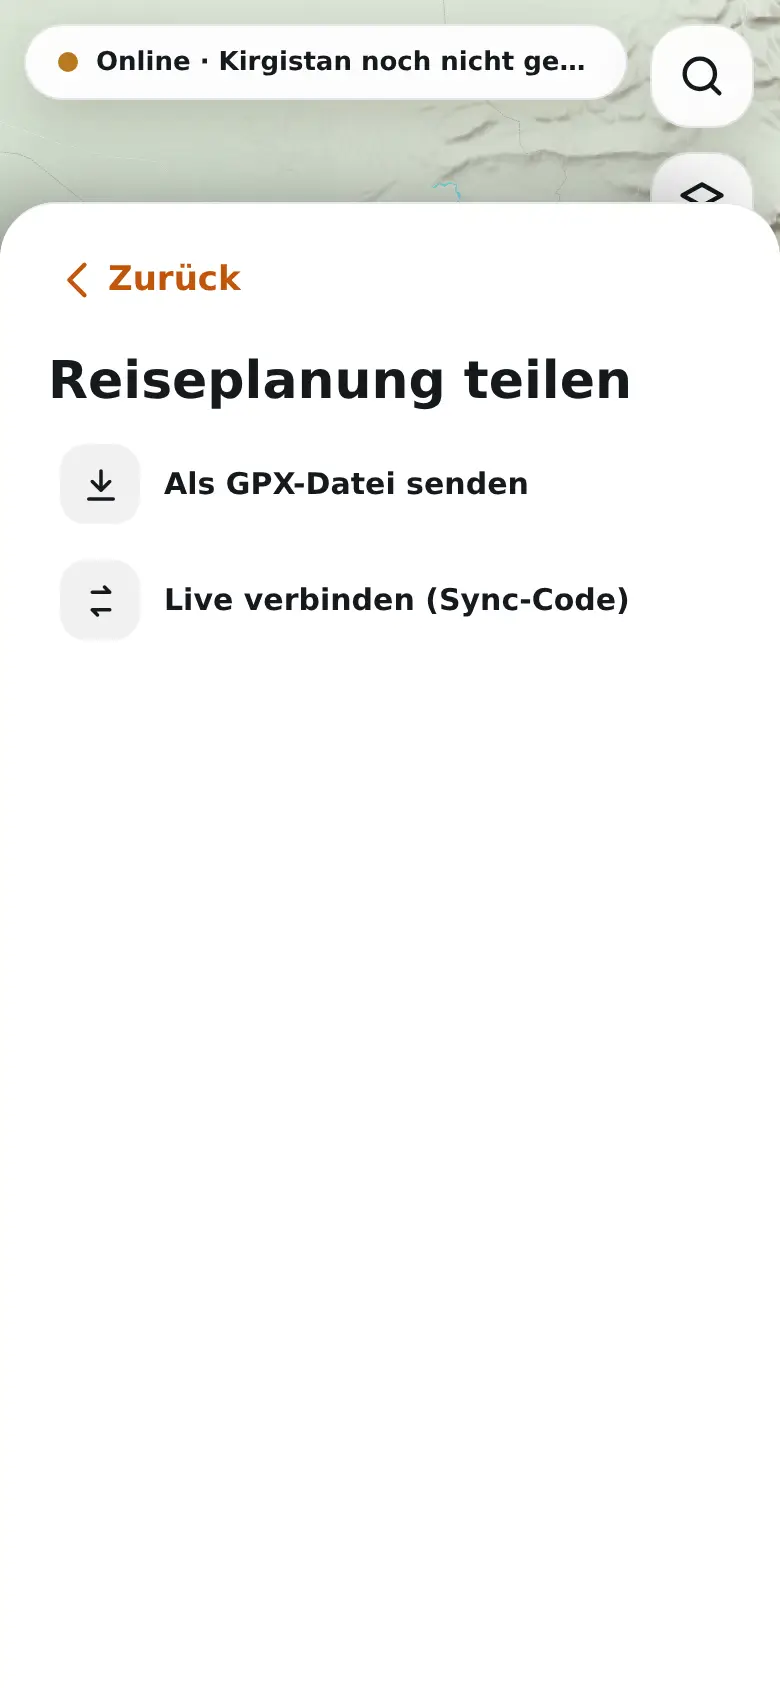 Online · Kirgistan noch nicht ge…
Zurück
Reiseplanung teilen
Als GPX-Datei senden
Live verbinden (Sync-Code)